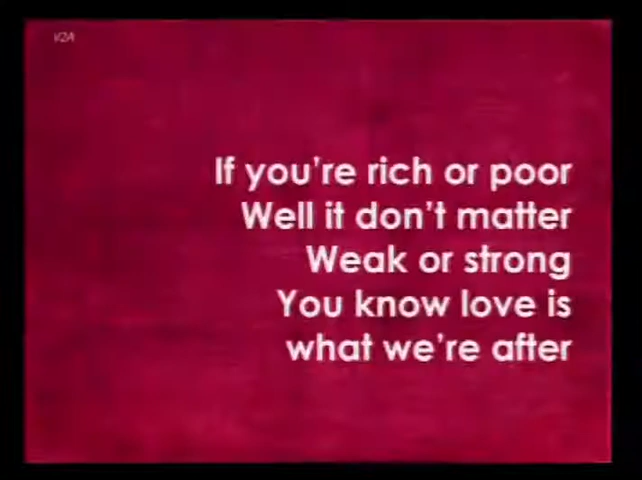 V2A
If you're rich or poor
Well it don't matter
Weak or strong
You know love is
what we're after